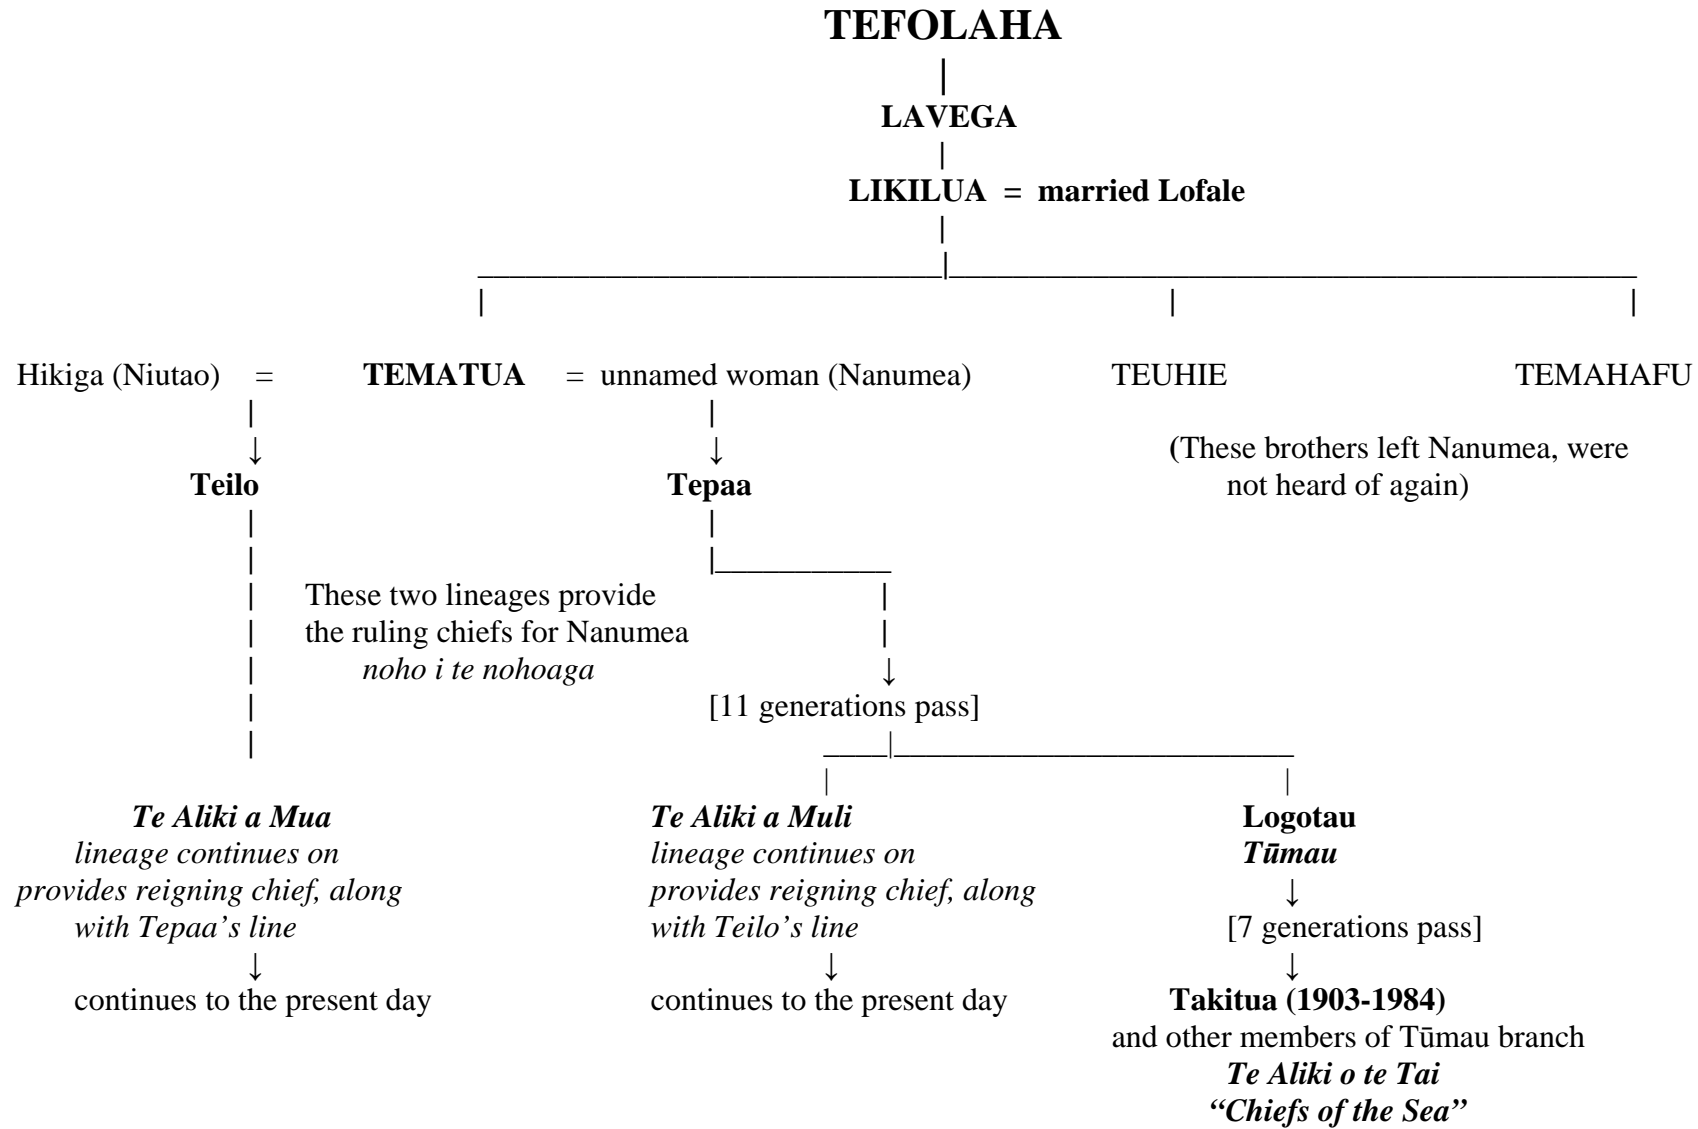 TEFOLAHA
LAVEGA
LIKILUA = married Lofale
Hikiga (Niutao) = TEMATUA = unnamed woman (Nanumea) TEUHIE TEMAHAFU
(These brothers left Nanumea, were
not heard of again)
Teilo Tepaa
These two lineages provide
the ruling chiefs for Nanumea
noho i te nohoaga
[11 generations pass]
Te Aliki a Mua
lineage continues on
provides reigning chief, along
with Tepaa’s line
continues to the present day
Te Aliki a Muli
lineage continues on
provides reigning chief, along
with Teilo’s line
continues to the present day
Logotau
Tūmau
[7 generations pass]
Takitua (1903-1984)
and other members of Tūmau branch
Te Aliki o te Tai
“Chiefs of the Sea”